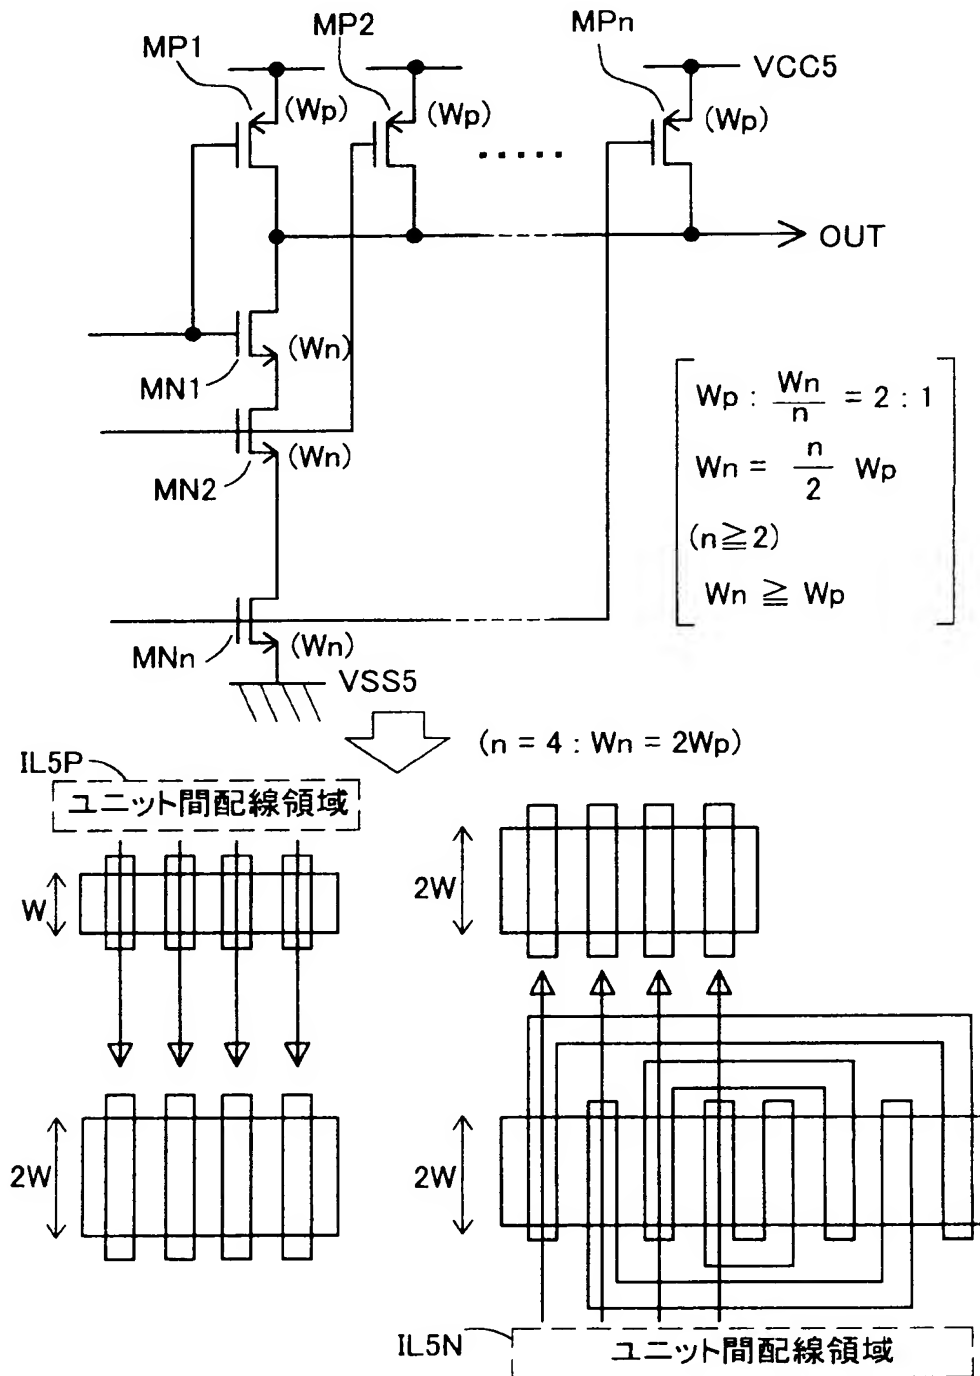 MP1
MP2
MPn
VCC5
(Wp)
(Wp)
(Wp)
OUT
(Wn)
MN1
(Wn)
MN2
(Wn)
MNn
VSS5
Wp : Wn/n = 2 : 1
Wn = n/2 Wp
(n≧2)
Wn ≧ Wp
(n = 4 : Wn = 2Wp)
IL5P
ユニット間配線領域
W
2W
2W
2W
IL5N
ユニット間配線領域